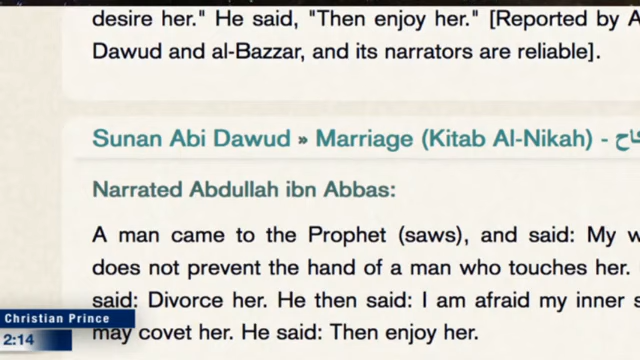 desire her." He said, "Then enjoy her." [Reported by
Dawud and al-Bazzar, and its narrators are reliable].
Sunan Abi Dawud » Marriage (Kitab Al-Nikah) -
Narrated Abdullah ibn Abbas:
A man came to the Prophet (saws), and said: My
does not prevent the hand of a man who touches her.
said: Divorce her. He then said: I am afraid my inner
may covet her. He said: Then enjoy her.
Christian Prince
2:14